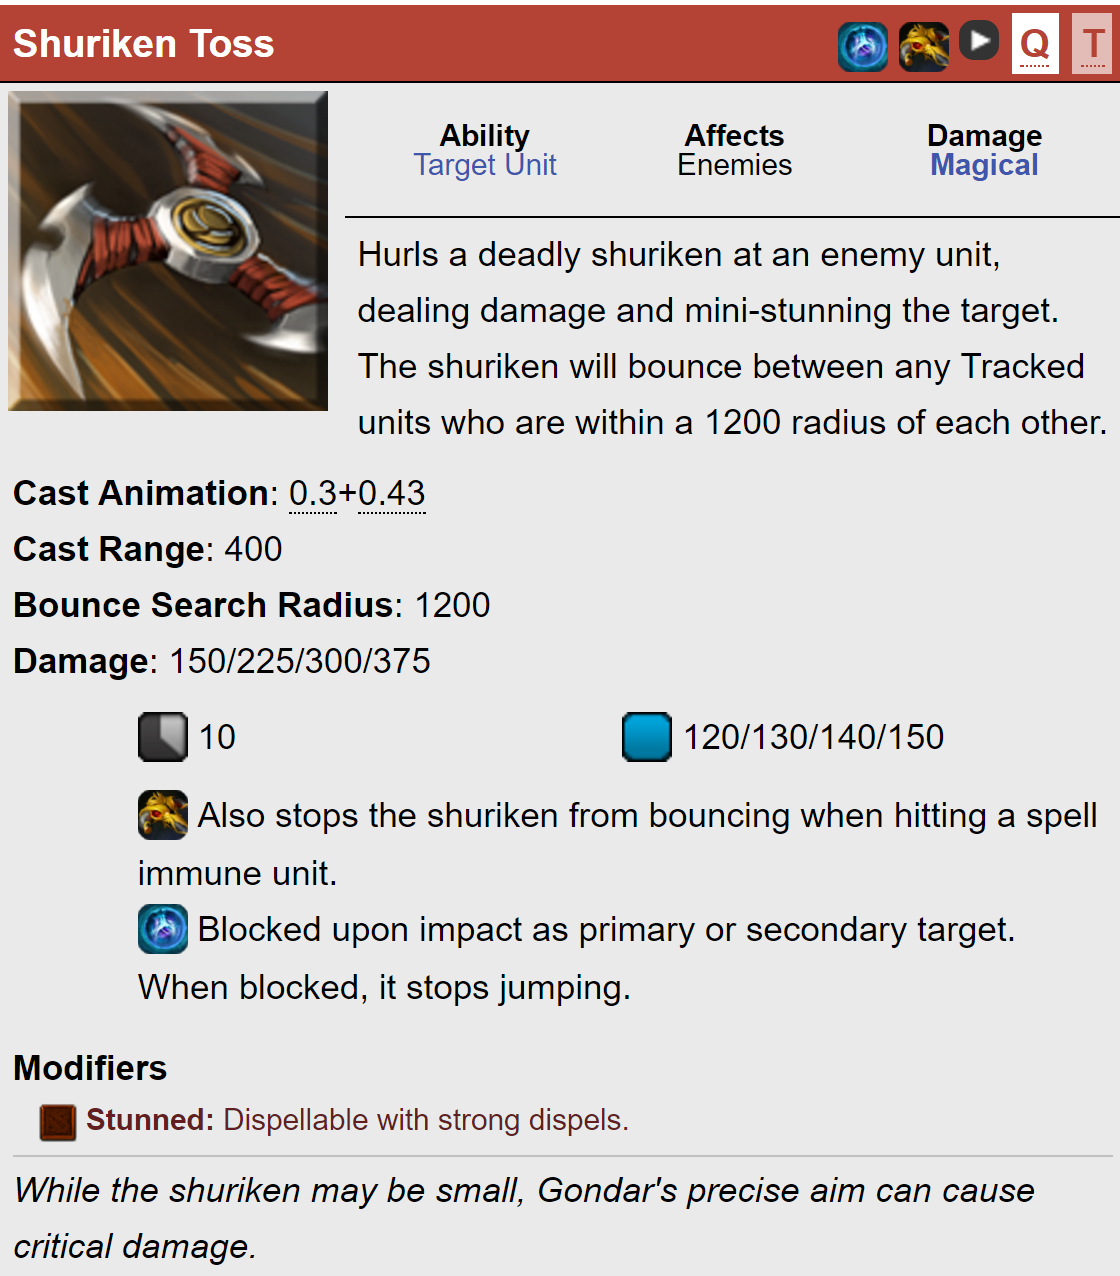 Shuriken Toss
Q T
Ability Affects Damage
Target Unit Enemies Magical
Hurls a deadly shuriken at an enemy unit,
dealing damage and mini-stunning the target.
The shuriken will bounce between any Tracked
units who are within a 1200 radius of each other.
Cast Animation: 0.3+0.43
Cast Range: 400
Bounce Search Radius: 1200
Damage: 150/225/300/375
10 120/130/140/150
Also stops the shuriken from bouncing when hitting a spell
immune unit.
Blocked upon impact as primary or secondary target.
When blocked, it stops jumping.
Modifiers
Stunned: Dispellable with strong dispels.
While the shuriken may be small, Gondar's precise aim can cause
critical damage.